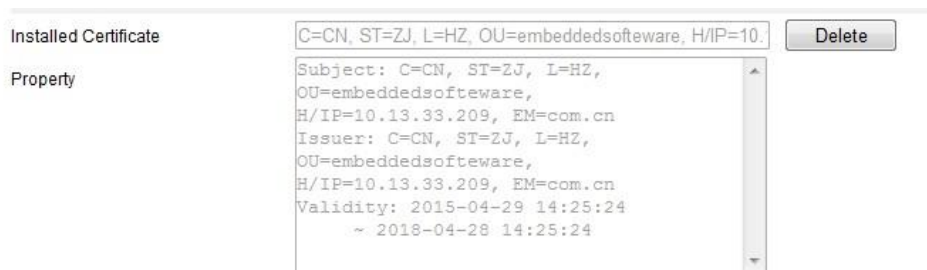 Installed Certificate
C=CN, ST=ZJ, L=HZ, OU=embeddedsofteware, H/IP=10.
Delete
Property
Subject: C=CN, ST=ZJ, L=HZ,
OU=embeddedsofteware,
H/IP=10.13.33.209, EM=com.cn
Issuer: C=CN, ST=ZJ, L=HZ,
OU=embeddedsofteware,
H/IP=10.13.33.209, EM=com.cn
Validity: 2015-04-29 14:25:24
~ 2018-04-28 14:25:24